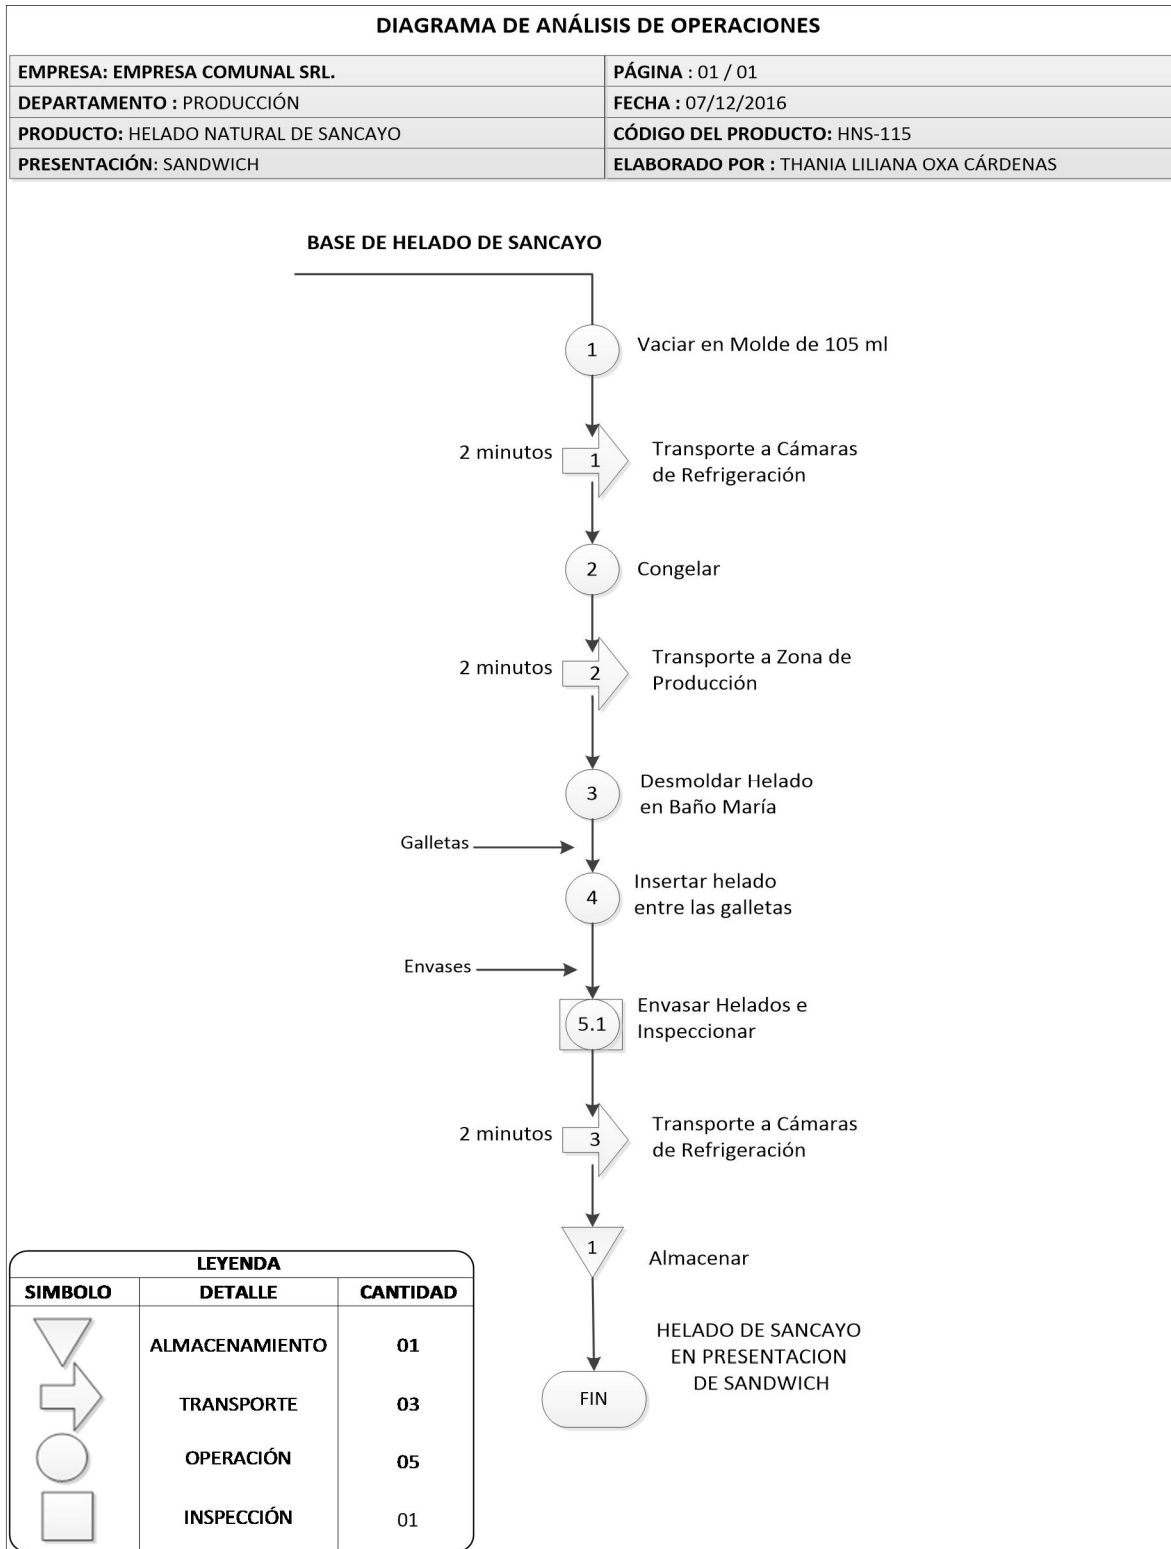 DIAGRAMA DE ANÁLISIS DE OPERACIONES
EMPRESA: EMPRESA COMUNAL SRL.
PÁGINA : 01 / 01
DEPARTAMENTO : PRODUCCIÓN
FECHA : 07/12/2016
PRODUCTO: HELADO NATURAL DE SANCAYO
CÓDIGO DEL PRODUCTO: HNS-115
PRESENTACIÓN: SANDWICH
ELABORADO POR : THANIA LILIANA OXA CÁRDENAS
BASE DE HELADO DE SANCAYO
1
Vaciar en Molde de 105 ml
2 minutos
1
Transporte a Cámaras
de Refrigeración
2
Congelar
2 minutos
2
Transporte a Zona de
Producción
3
Desmoldar Helado
en Baño María
Galletas
4
Insertar helado
entre las galletas
Envases
5.1
Envasar Helados e
Inspeccionar
2 minutos
3
Transporte a Cámaras
de Refrigeración
1
Almacenar
HELADO DE SANCAYO
EN PRESENTACION
DE SANDWICH
FIN
LEYENDA
SIMBOLO DETALLE CANTIDAD
ALMACENAMIENTO 01
TRANSPORTE 03
OPERACIÓN 05
INSPECCIÓN 01